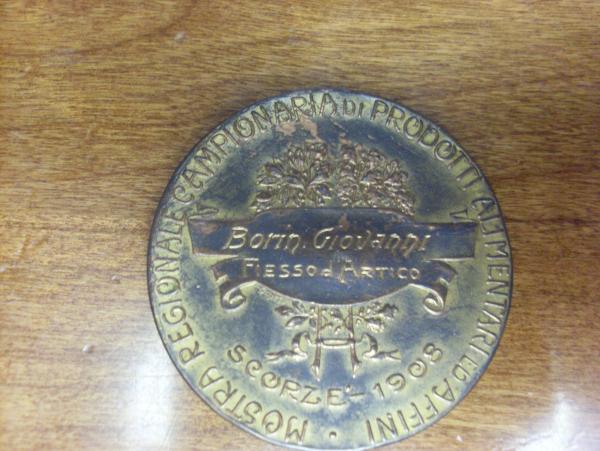 MOSTRA REGIONALE CAMPIONARIA DI PRODOTTI ALIMENTARI ED AFFINI
Borin Giovanni
FIESSO d'ARTICO
SCORZE' - 1908